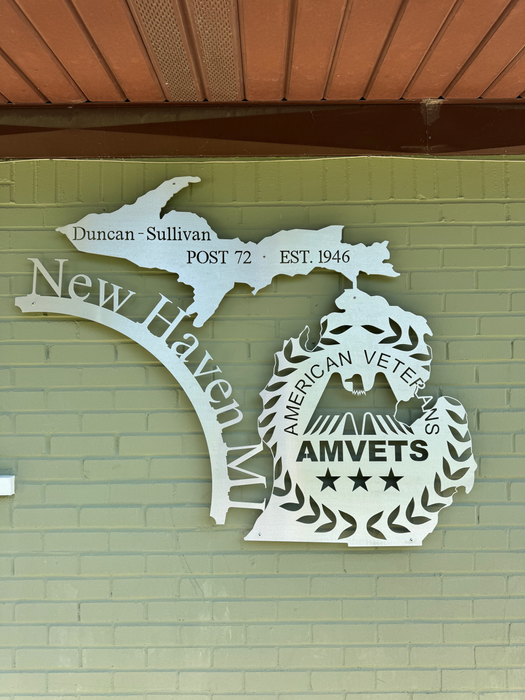 Duncan-Sullivan
POST 72 · EST. 1946
New Haven MI
AMERICAN VETERANS
AMVETS